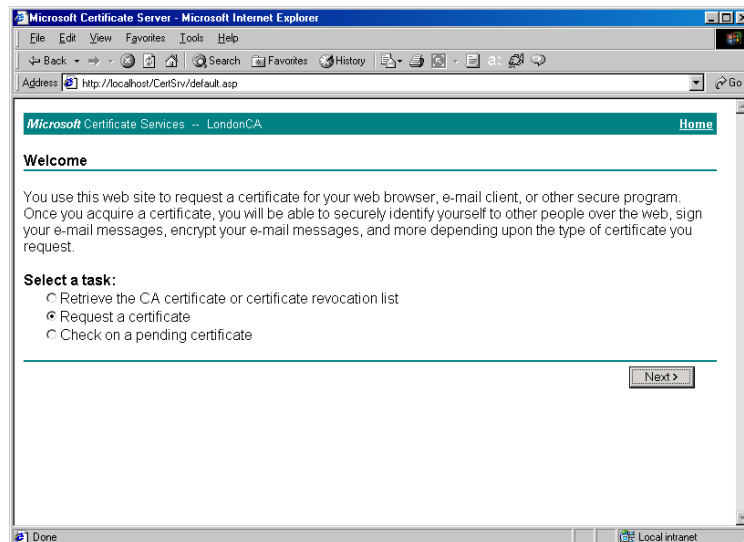 Microsoft Certificate Server - Microsoft Internet Explorer
File Edit View Favorites Tools Help
Back Search Favorites History
Address http://localhost/CertSrv/default.asp Go
Microsoft Certificate Services -- LondonCA Home
Welcome
You use this web site to request a certificate for your web browser, e-mail client, or other secure program.
Once you acquire a certificate, you will be able to securely identify yourself to other people over the web, sign
your e-mail messages, encrypt your e-mail messages, and more depending upon the type of certificate you
request.
Select a task:
Retrieve the CA certificate or certificate revocation list
Request a certificate
Check on a pending certificate
Next >
Done Local intranet